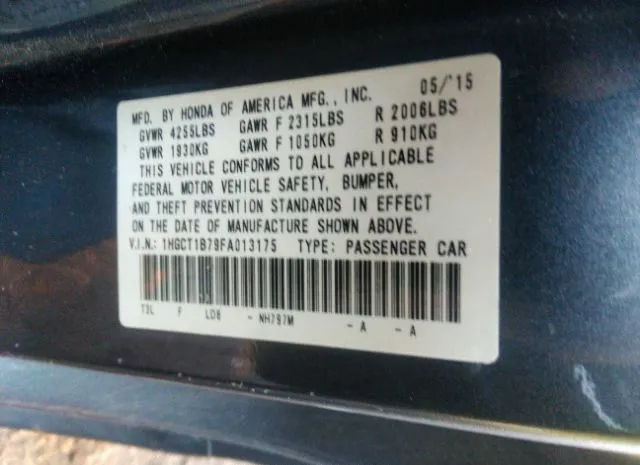 MFD. BY HONDA OF AMERICA MFG., INC. 05/'15
GVWR 4255LBS GAWR F 2315LBS R 2006LBS
GVWR 1930KG GAWR F 1050KG R 910KG
THIS VEHICLE CONFORMS TO ALL APPLICABLE
FEDERAL MOTOR VEHICLE SAFETY, BUMPER,
AND THEFT PREVENTION STANDARDS IN EFFECT
ON THE DATE OF MANUFACTURE SHOWN ABOVE.
V.I.N.: 1HGCT1B79FA013175 TYPE: PASSENGER CAR
T3L F LD8 - NH797M - A - A